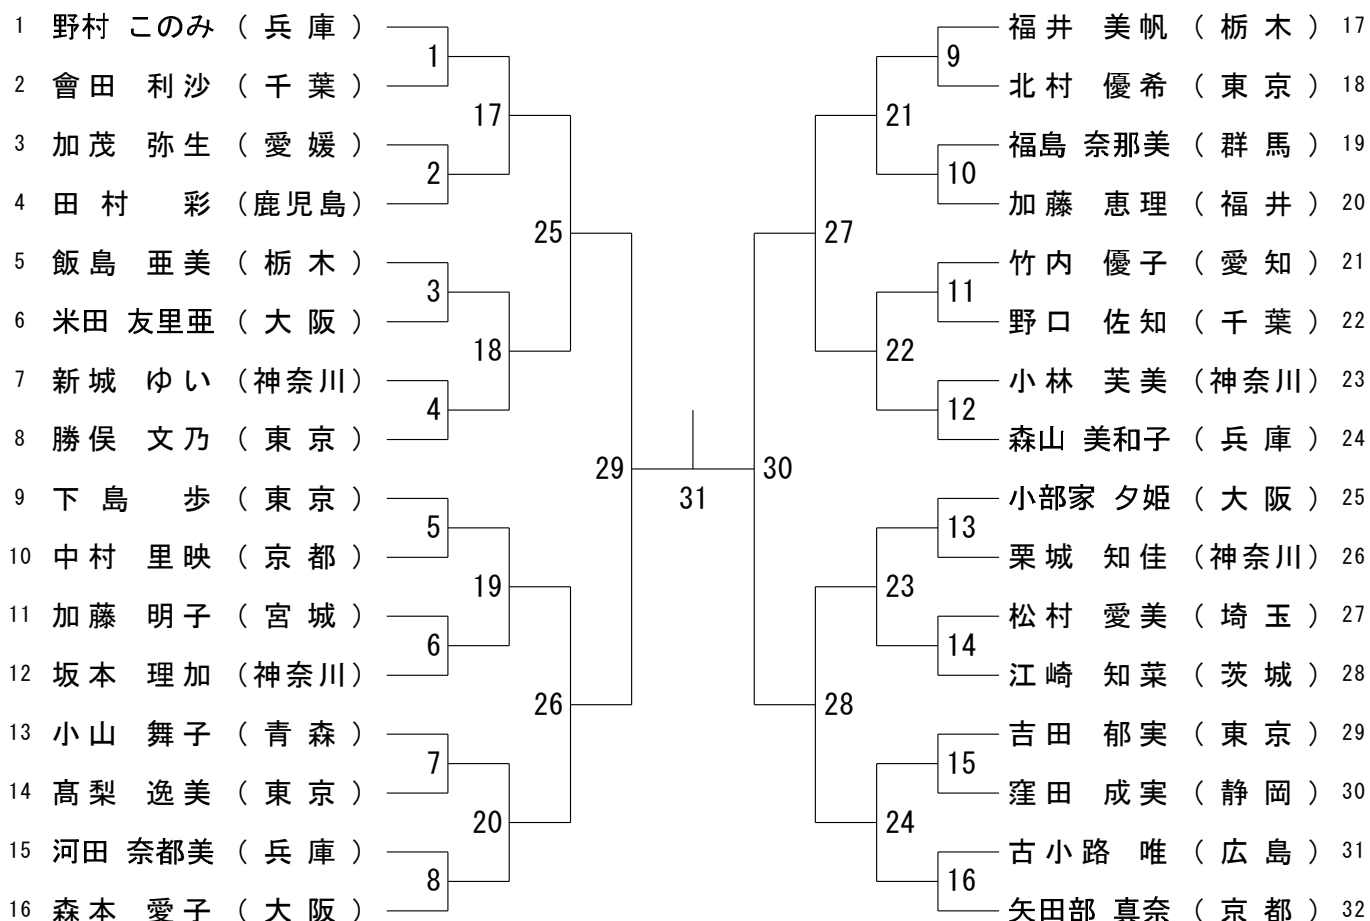 1 野村 このみ (兵庫)
2 會田 利沙 (千葉)
3 加茂 弥生 (愛媛)
4 田村 彩 (鹿児島)
5 飯島 亜美 (栃木)
6 米田 友里亜 (大阪)
7 新城 ゆい (神奈川)
8 勝俣 文乃 (東京)
9 下島 歩 (東京)
10 中村 里映 (京都)
11 加藤 明子 (宮城)
12 坂本 理加 (神奈川)
13 小山 舞子 (青森)
14 髙梨 逸美 (東京)
15 河田 奈都美 (兵庫)
16 森本 愛子 (大阪)
1
2
3
4
5
6
7
8
17
18
19
20
25
26
29
31
30
27
28
21
22
23
24
9
10
11
12
13
14
15
16
福井 美帆 (栃木) 17
北村 優希 (東京) 18
福島 奈那美 (群馬) 19
加藤 恵理 (福井) 20
竹内 優子 (愛知) 21
野口 佐知 (千葉) 22
小林 芙美 (神奈川) 23
森山 美和子 (兵庫) 24
小部家 夕姫 (大阪) 25
栗城 知佳 (神奈川) 26
松村 愛美 (埼玉) 27
江崎 知菜 (茨城) 28
吉田 郁実 (東京) 29
窪田 成実 (静岡) 30
古小路 唯 (広島) 31
矢田部 真奈 (京都) 32